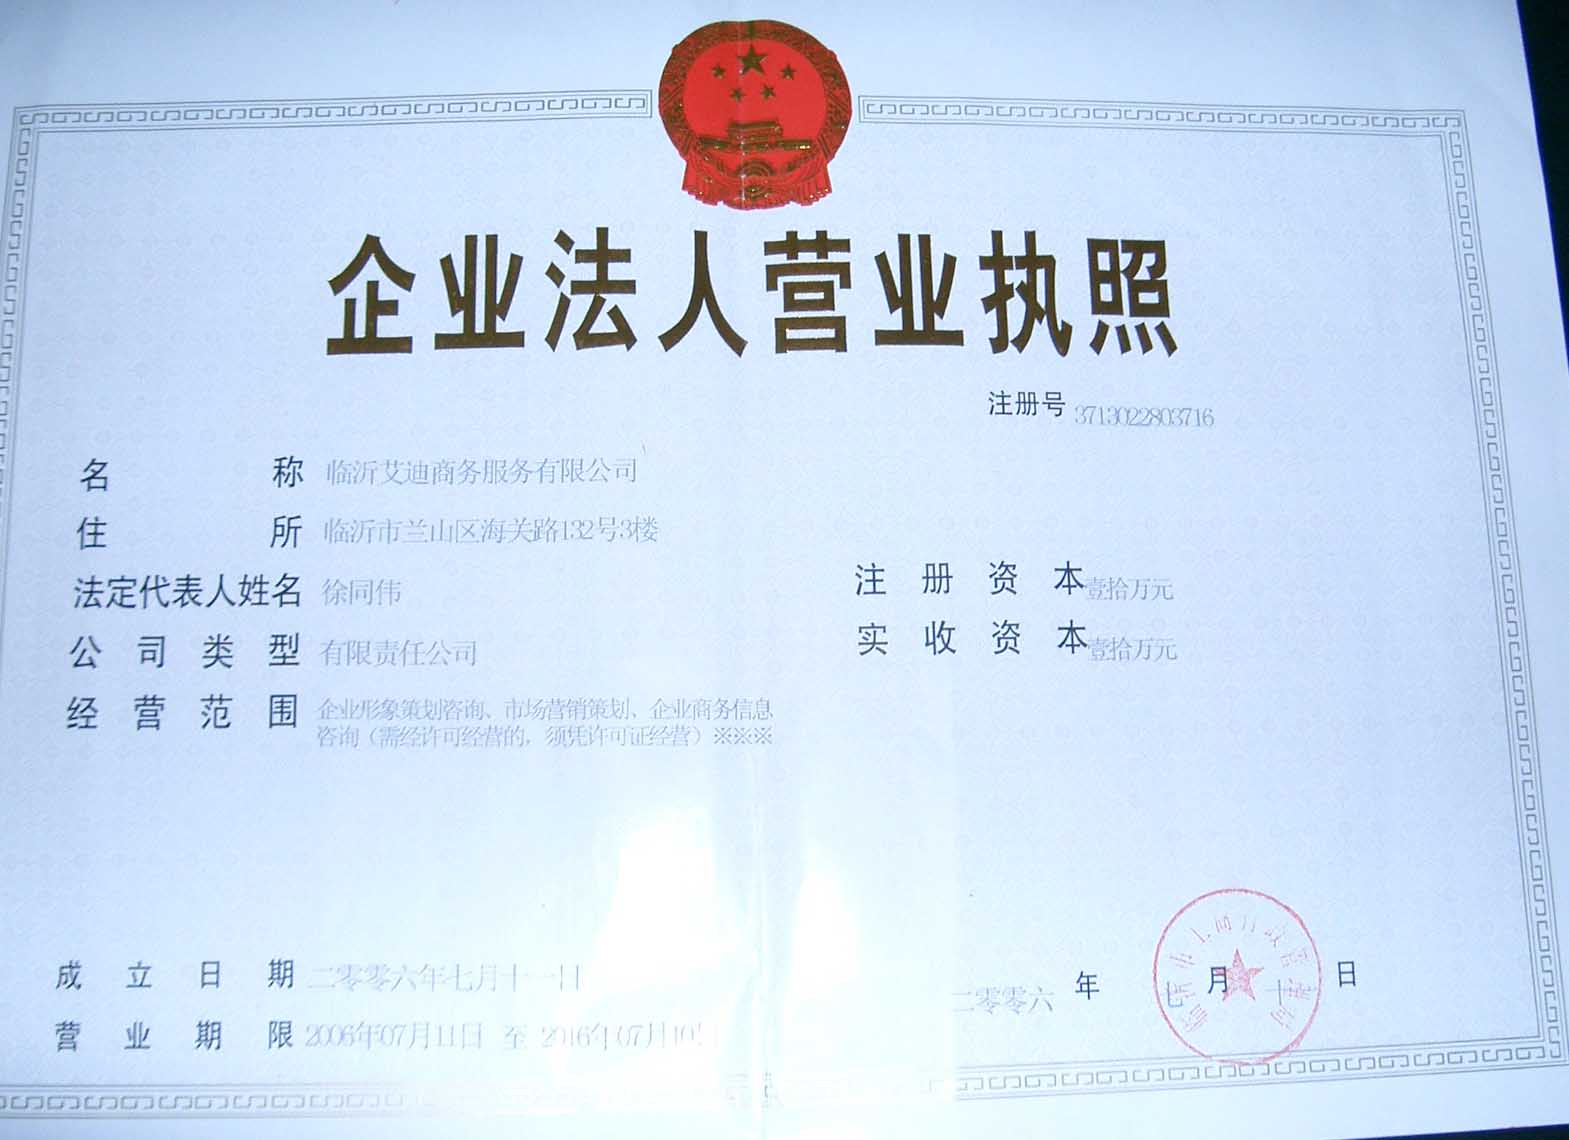 企业法人营业执照
注册号 3713022803716
名称 临沂艾迪商务服务有限公司
住所 临沂市兰山区海关路132号3楼
法定代表人姓名 徐同伟
注册资本 壹拾万元
公司类型 有限责任公司
实收资本 壹拾万元
经营范围 企业形象策划咨询、市场营销策划、企业商务信息
咨询（需经许可经营的，须凭许可证经营）※※※
成立日期 二零零六年七月十一日
二零零六 年 七 月 十一 日
营业期限 2006年07月11日 至 2016年07月10日